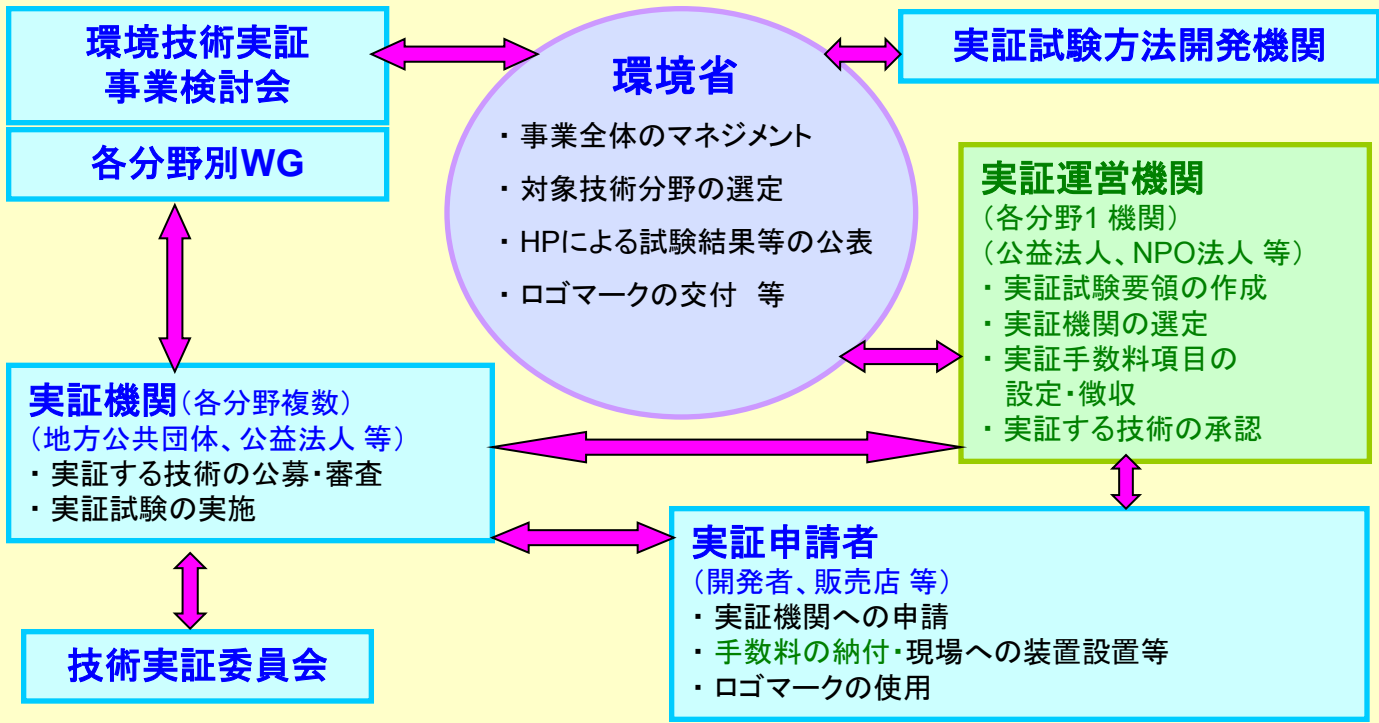 環境技術実証
事業検討会
各分野別WG
環境省
・ 事業全体のマネジメント
・ 対象技術分野の選定
・ HPによる試験結果等の公表
・ ロゴマークの交付 等
実証試験方法開発機関
実証運営機関
（各分野1 機関）
（公益法人、NPO法人 等）
・ 実証試験要領の作成
・ 実証機関の選定
・ 実証手数料項目の
設定・徴収
・ 実証する技術の承認
実証機関（各分野複数）
（地方公共団体、公益法人 等）
・ 実証する技術の公募・審査
・ 実証試験の実施
実証申請者
（開発者、販売店 等）
・ 実証機関への申請
・ 手数料の納付・現場への装置設置等
・ ロゴマークの使用
技術実証委員会